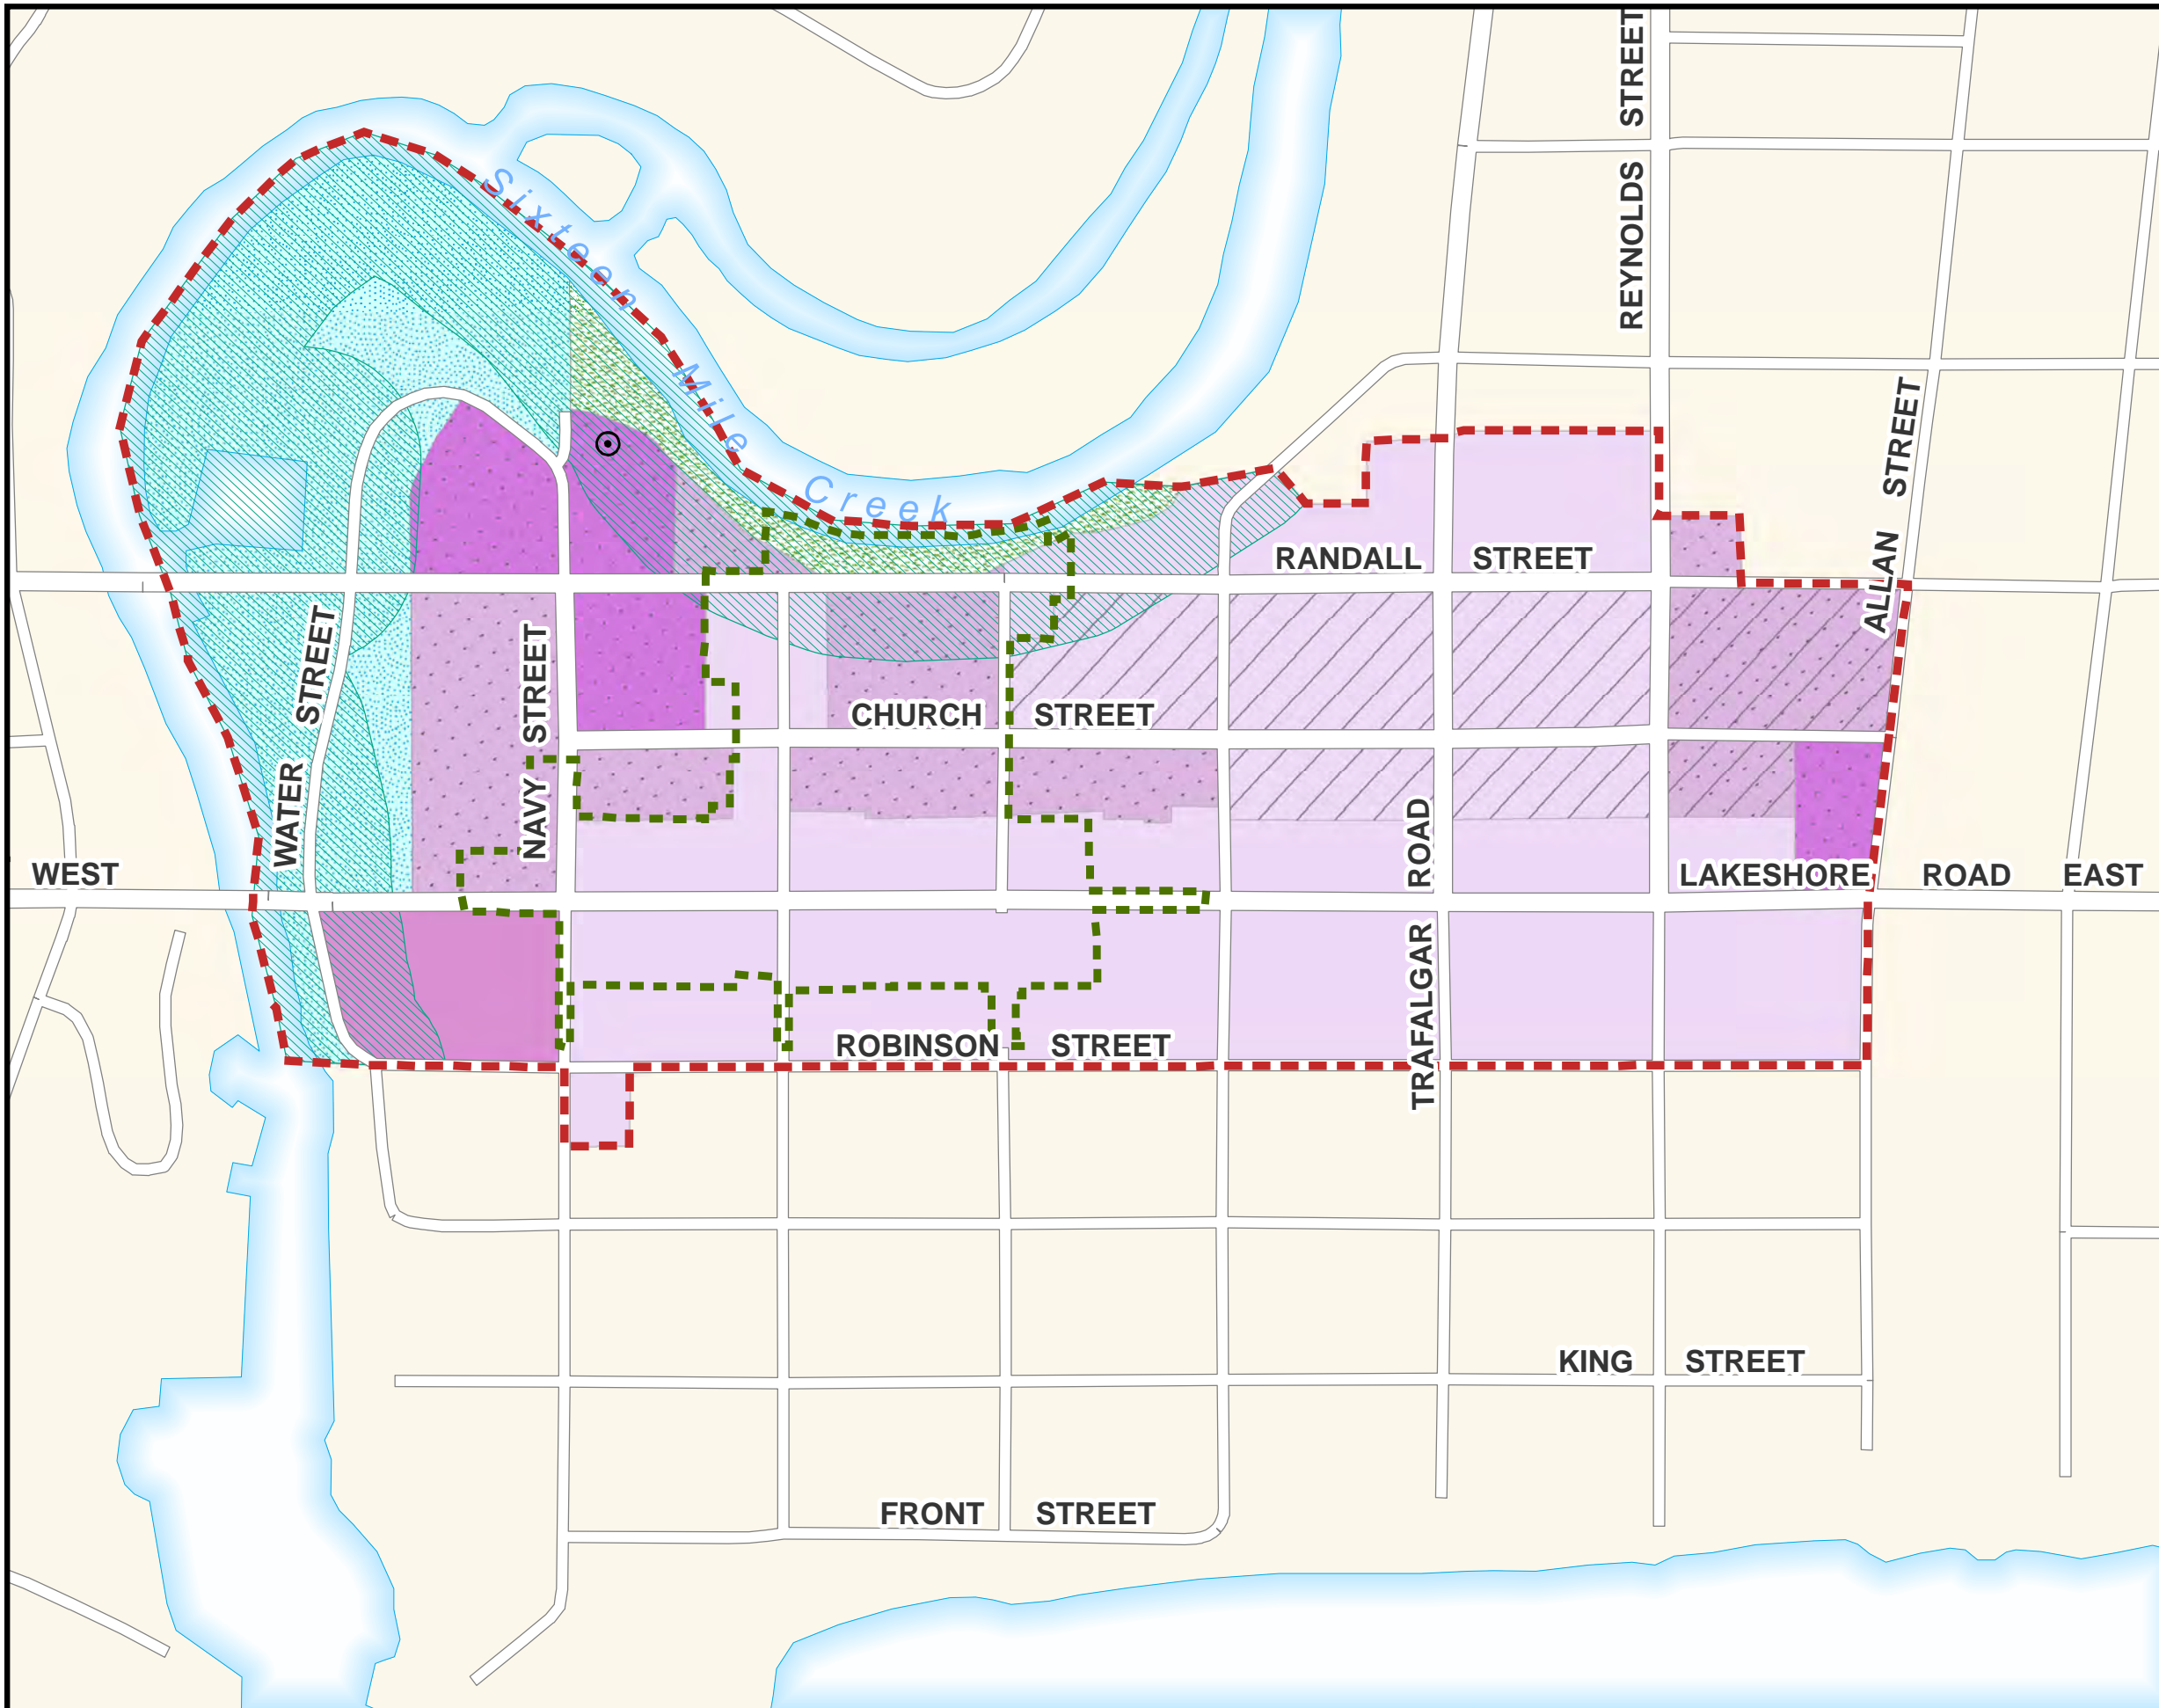 REYNOLDS STREET
Sixteen Mile Creek
ALLAN STREET
RANDALL STREET
WATER STREET
NAVY STREET
CHURCH STREET
TRAFALGAR ROAD
WEST
LAKESHORE ROAD EAST
ROBINSON STREET
KING STREET
FRONT STREET